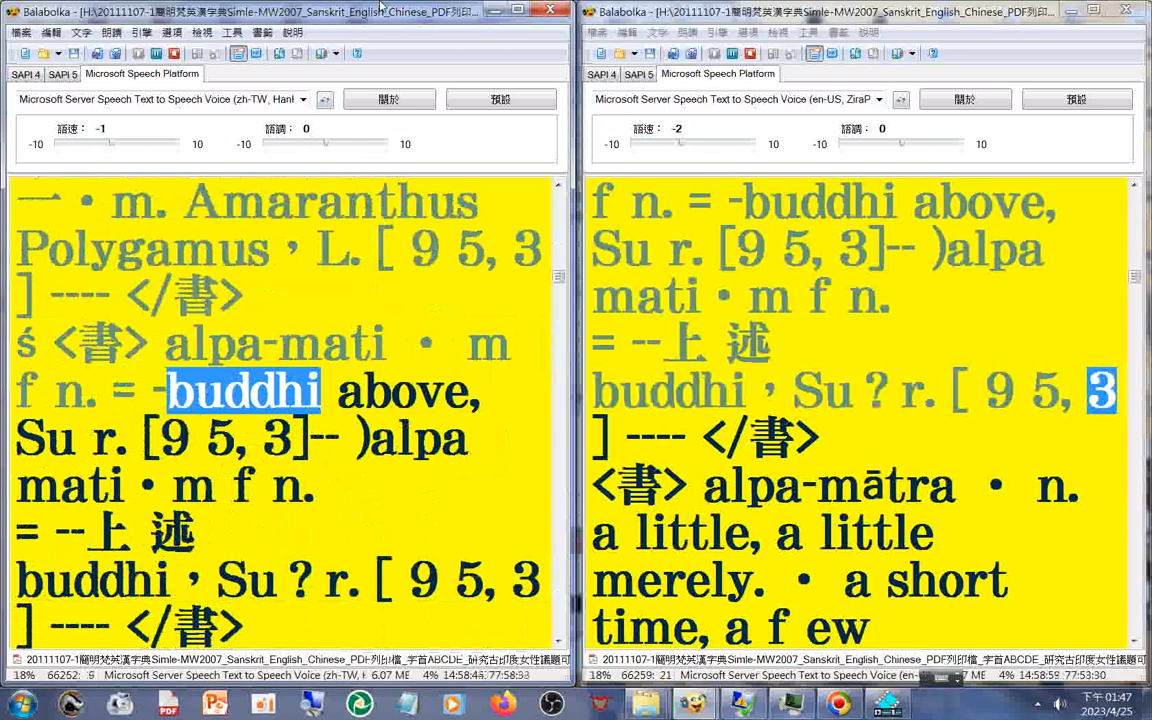 Balabolka - [H:\20111107-1簡明梵英漢字典Simle-MW2007_Sanskrit_English_Chinese_PDF列印...
檔案 編輯 文字 朗讀 引擎 選項 檢視 工具 書籤 說明
SAPI 4 SAPI 5 Microsoft Speech Platform
Microsoft Server Speech Text to Speech Voice (zh-TW, Hanl 關於 預設
語速: -1 語調: 0
-10 10 -10 10
一・m. Amaranthus
Polygamus,L. [ 9 5, 3
] ---- </書>
ś <書> alpa-mati ・ m
f n. = -buddhi above,
Su r. [9 5, 3]-- )alpa
mati・m f n.
= --上 述
buddhi,Su?r. [ 9 5, 3
] ---- </書>
20111107-1簡明梵英漢字典Simle-MW2007_Sanskrit_English_Chinese_PDF列印檔_字首ABCDE_研究古印度女性議題可
18% 66252: 9 Microsoft Server Speech Text to Speech Voice (zh-TW, H 6.07 MB 4% 14:58:44/77:58:33
Balabolka - [H:\20111107-1簡明梵英漢字典Simle-MW2007_Sanskrit_English_Chinese_PDF列印...
檔案 編輯 文字 朗讀 引擎 選項 檢視 工具 書籤 說明
SAPI 4 SAPI 5 Microsoft Speech Platform
Microsoft Server Speech Text to Speech Voice (en-US, ZiraP 關於 預設
語速: -2 語調: 0
-10 10 -10 10
f n. = -buddhi above,
Su r. [9 5, 3]-- )alpa
mati・m f n.
= --上 述
buddhi,Su?r. [ 9 5, 3
] ---- </書>
<書> alpa-mātra ・ n.
a little, a little
merely. ・ a short
time, a f ew
20111107-1簡明梵英漢字典Simle-MW2007_Sanskrit_English_Chinese_PDF列印檔_字首ABCDE_研究古印度女性議題可
18% 66259: 21 Microsoft Server Speech Text to Speech Voice (en-U 4% 14:58:59/77:53:30
下午 01:47
2023/4/25